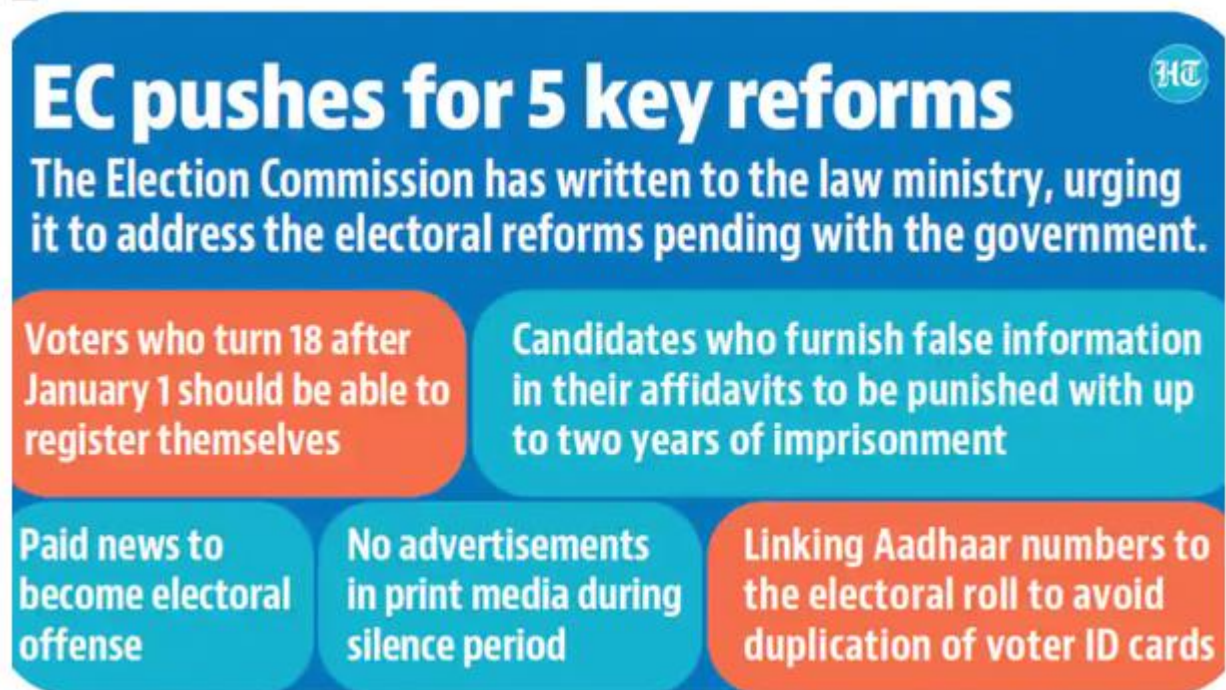 HT
EC pushes for 5 key reforms
The Election Commission has written to the law ministry, urging
it to address the electoral reforms pending with the government.
Voters who turn 18 after
January 1 should be able to
register themselves
Candidates who furnish false information
in their affidavits to be punished with up
to two years of imprisonment
Paid news to
become electoral
offense
No advertisements
in print media during
silence period
Linking Aadhaar numbers to
the electoral roll to avoid
duplication of voter ID cards